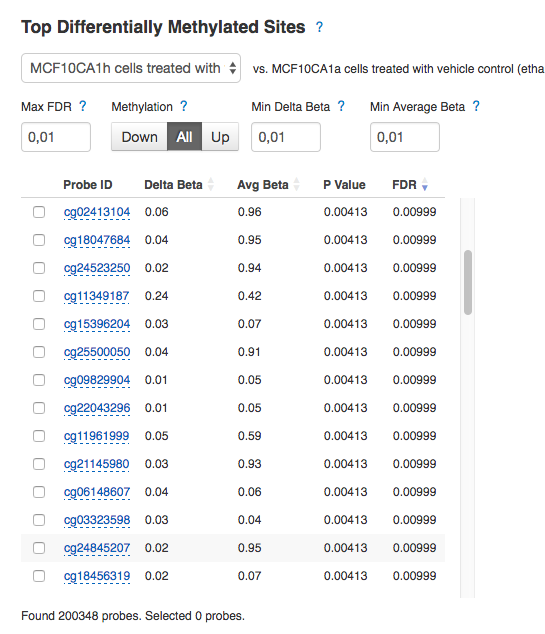 Top Differentially Methylated Sites ?
MCF10CA1h cells treated with vs. MCF10CA1a cells treated with vehicle control (etha
Max FDR ? Methylation ? Min Delta Beta ? Min Average Beta ?
0,01 Down All Up 0,01 0,01
Probe ID Delta Beta Avg Beta P Value FDR
cg02413104 0.06 0.96 0.00413 0.00999
cg18047684 0.04 0.95 0.00413 0.00999
cg24523250 0.02 0.94 0.00413 0.00999
cg11349187 0.24 0.42 0.00413 0.00999
cg15396204 0.03 0.07 0.00413 0.00999
cg25500050 0.04 0.91 0.00413 0.00999
cg09829904 0.01 0.05 0.00413 0.00999
cg22043296 0.01 0.05 0.00413 0.00999
cg11961999 0.05 0.59 0.00413 0.00999
cg21145980 0.03 0.93 0.00413 0.00999
cg06148607 0.04 0.06 0.00413 0.00999
cg03323598 0.03 0.04 0.00413 0.00999
cg24845207 0.02 0.95 0.00413 0.00999
cg18456319 0.02 0.07 0.00413 0.00999
Found 200348 probes. Selected 0 probes.